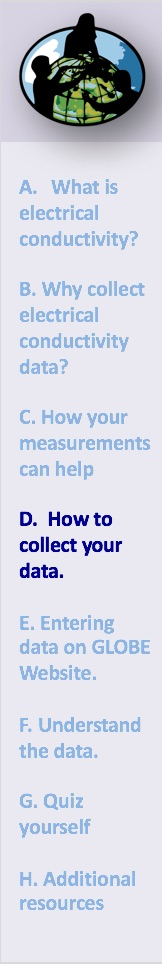 A. What is
electrical
conductivity?
B. Why collect
electrical
conductivity
data?
C. How your
measurements
can help
D. How to
collect your
data.
E. Entering
data on GLOBE
Website.
F. Understand
the data.
G. Quiz
yourself
H. Additional
resources